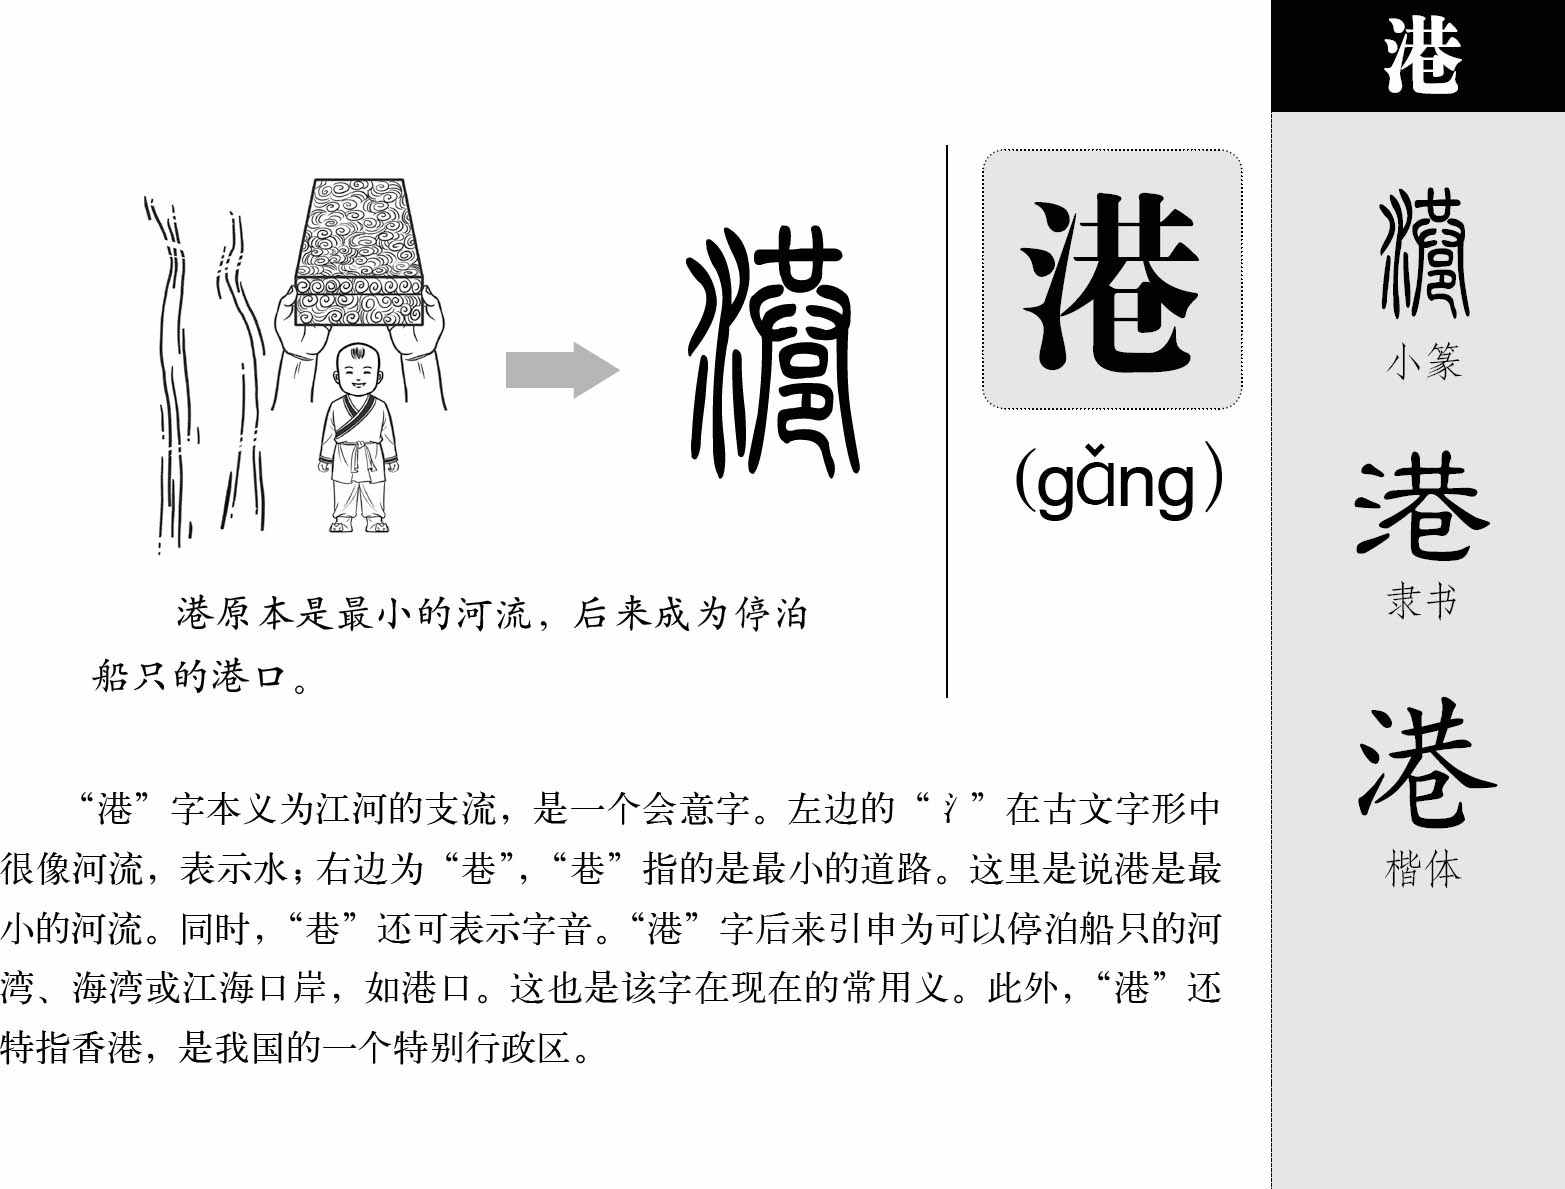 港
港
(gǎng)
港原本是最小的河流，后来成为停泊
船只的港口。
“港”字本义为江河的支流，是一个会意字。左边的“氵”在古文字形中
很像河流，表示水；右边为“巷”，“巷”指的是最小的道路。这里是说港是最
小的河流。同时，“巷”还可表示字音。“港”字后来引申为可以停泊船只的河
湾、海湾或江海口岸，如港口。这也是该字在现在的常用义。此外，“港”还
特指香港，是我国的一个特别行政区。
港
港
小篆
港
隶书
港
楷体